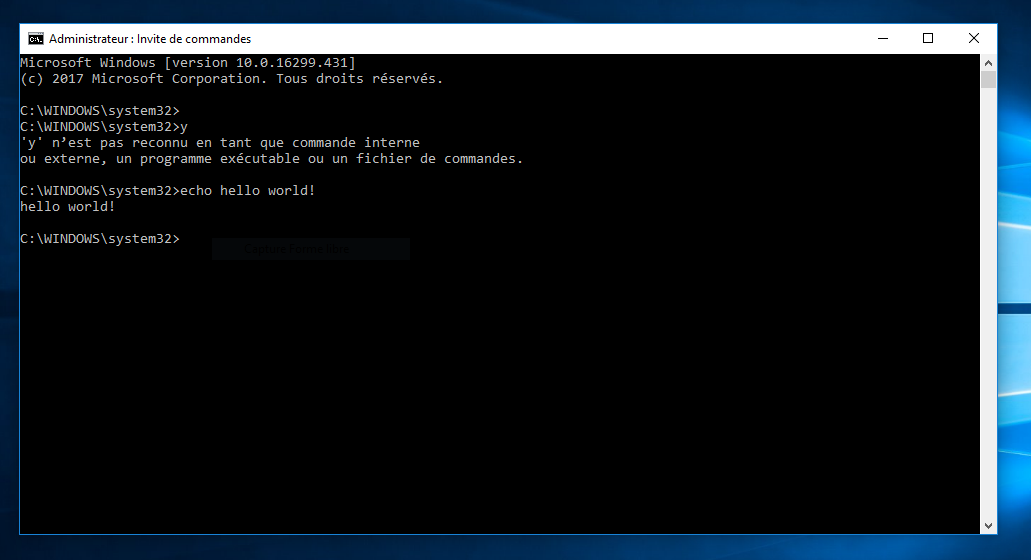 Administrateur : Invite de commandes
Microsoft Windows [version 10.0.16299.431]
(c) 2017 Microsoft Corporation. Tous droits réservés.
C:\WINDOWS\system32>
C:\WINDOWS\system32>y
'y' n’est pas reconnu en tant que commande interne
ou externe, un programme exécutable ou un fichier de commandes.
C:\WINDOWS\system32>echo hello world!
hello world!
C:\WINDOWS\system32>